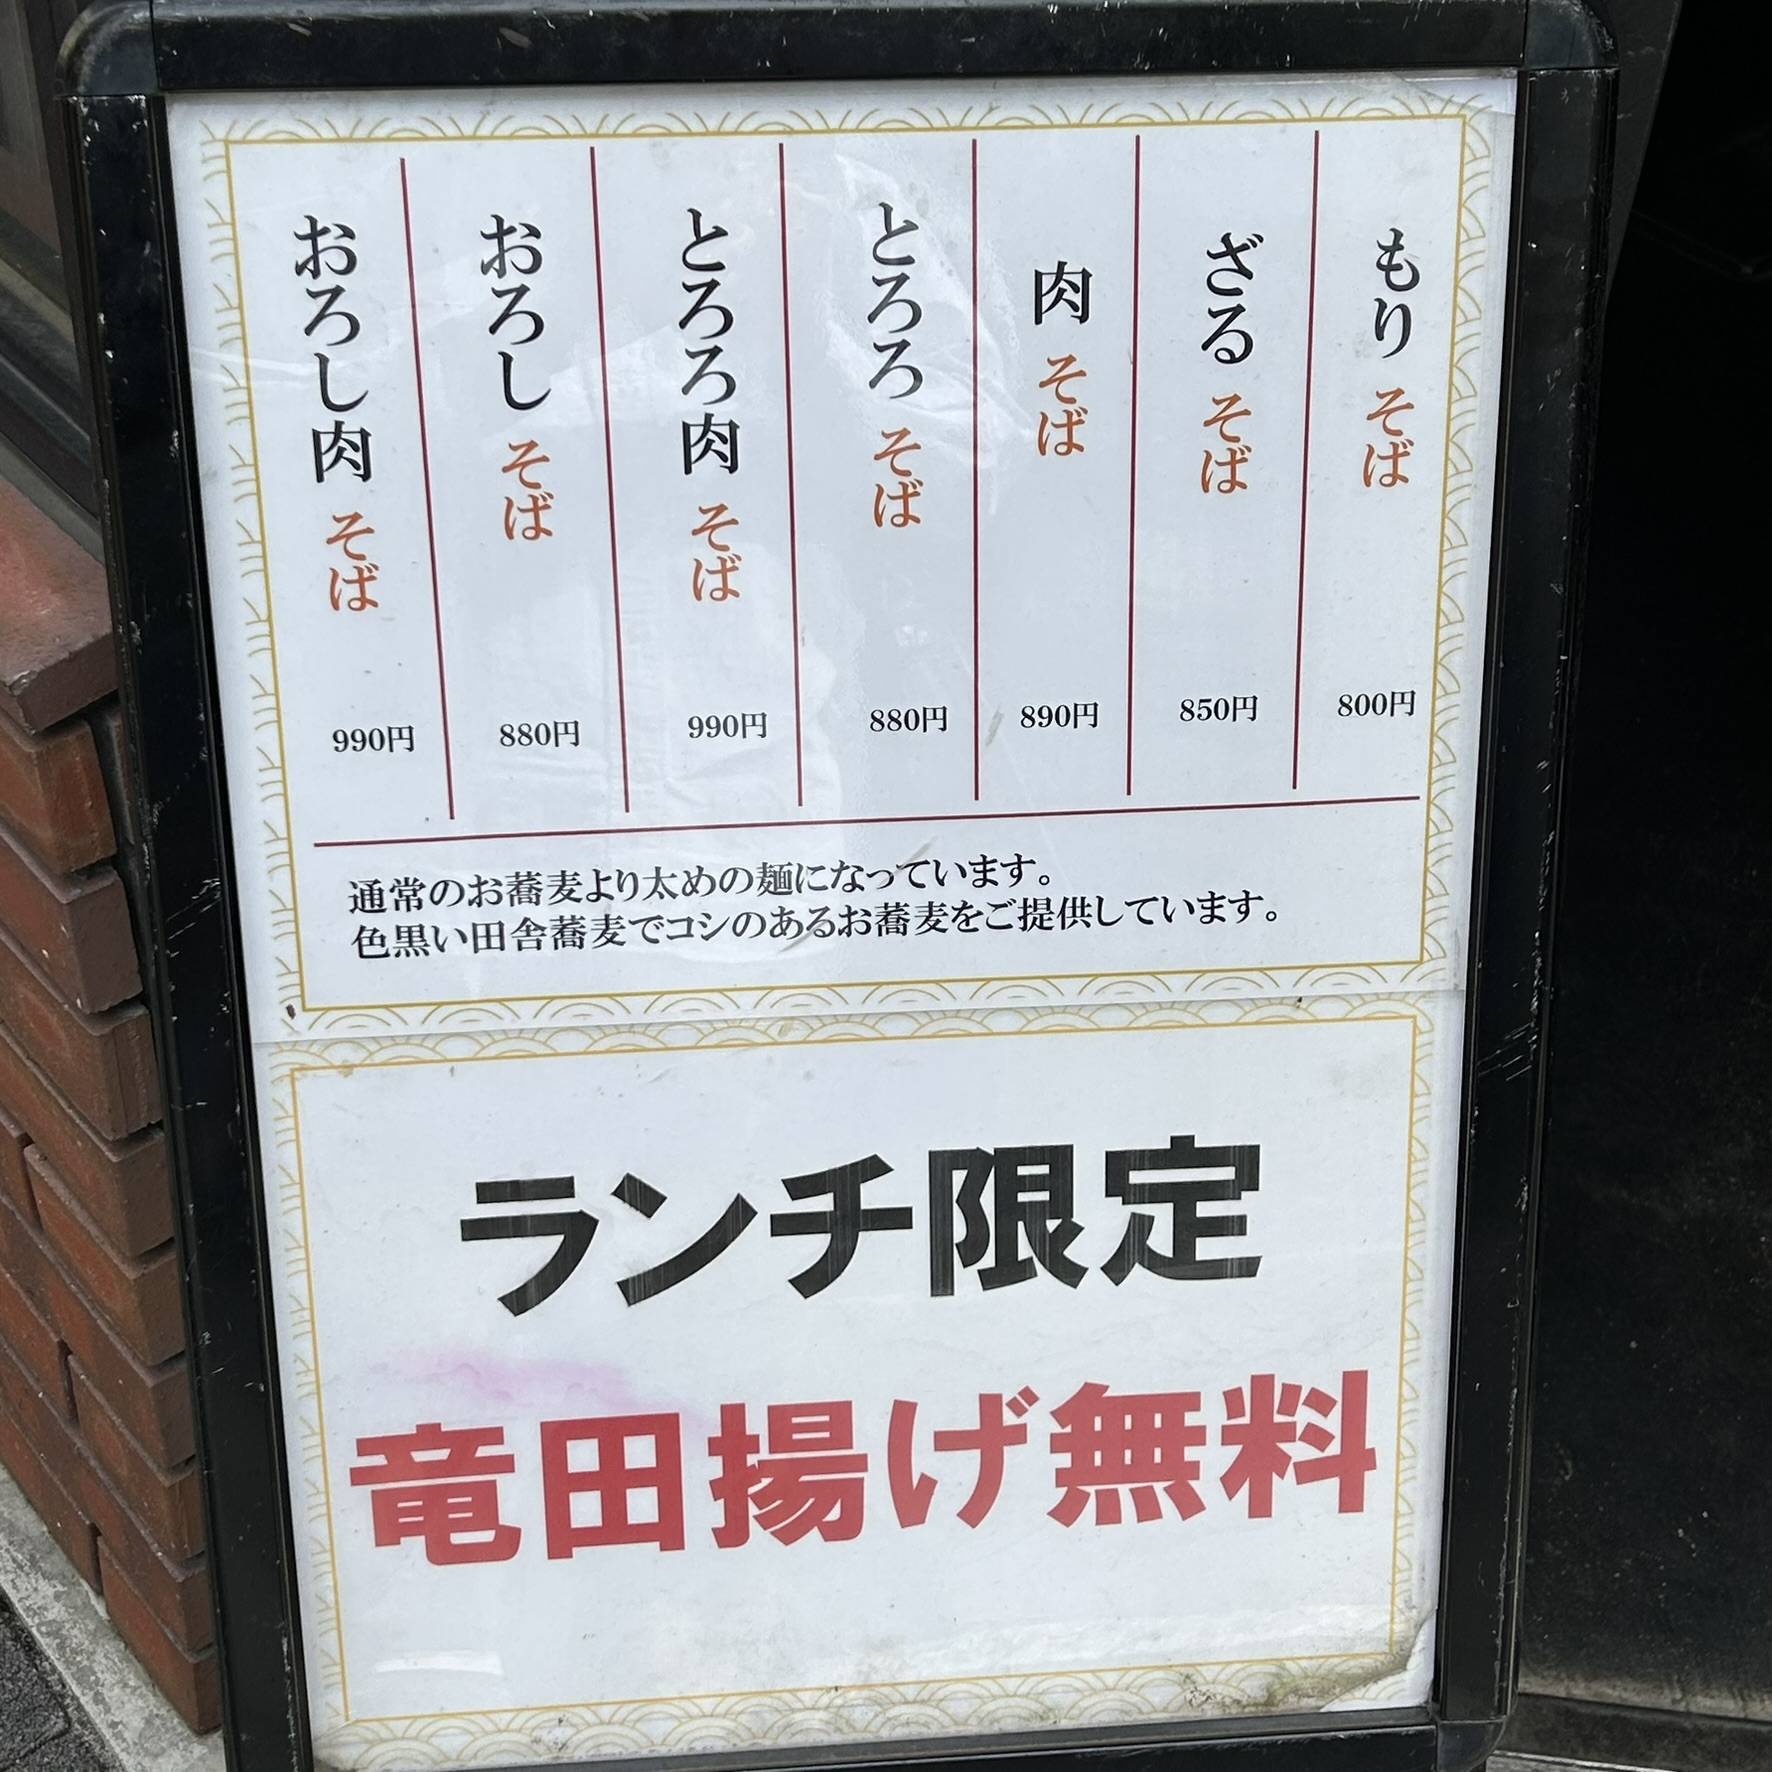 もりそば 800円
ざるそば 850円
肉そば 890円
とろろそば 880円
とろろ肉そば 990円
おろしそば 880円
おろし肉そば 990円
通常のお蕎麦より太めの麺になっています。
色黒い田舎蕎麦でコシのあるお蕎麦をご提供しています。
ランチ限定
竜田揚げ無料